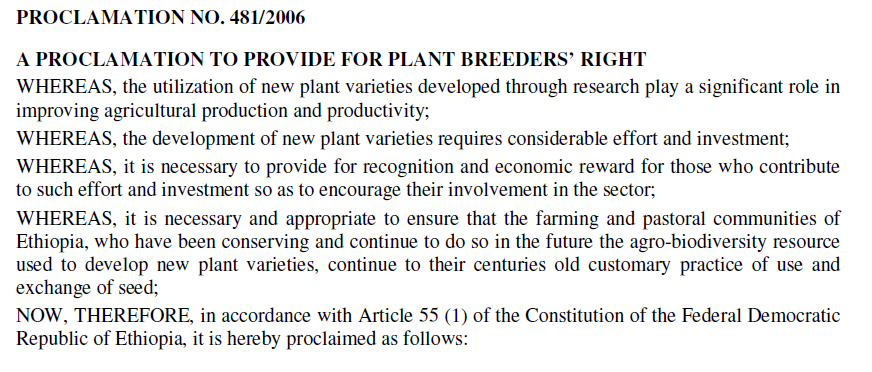 PROCLAMATION NO. 481/2006
A PROCLAMATION TO PROVIDE FOR PLANT BREEDERS’ RIGHT
WHEREAS, the utilization of new plant varieties developed through research play a significant role in
improving agricultural production and productivity;
WHEREAS, the development of new plant varieties requires considerable effort and investment;
WHEREAS, it is necessary to provide for recognition and economic reward for those who contribute
to such effort and investment so as to encourage their involvement in the sector;
WHEREAS, it is necessary and appropriate to ensure that the farming and pastoral communities of
Ethiopia, who have been conserving and continue to do so in the future the agro-biodiversity resource
used to develop new plant varieties, continue to their centuries old customary practice of use and
exchange of seed;
NOW, THEREFORE, in accordance with Article 55 (1) of the Constitution of the Federal Democratic
Republic of Ethiopia, it is hereby proclaimed as follows: